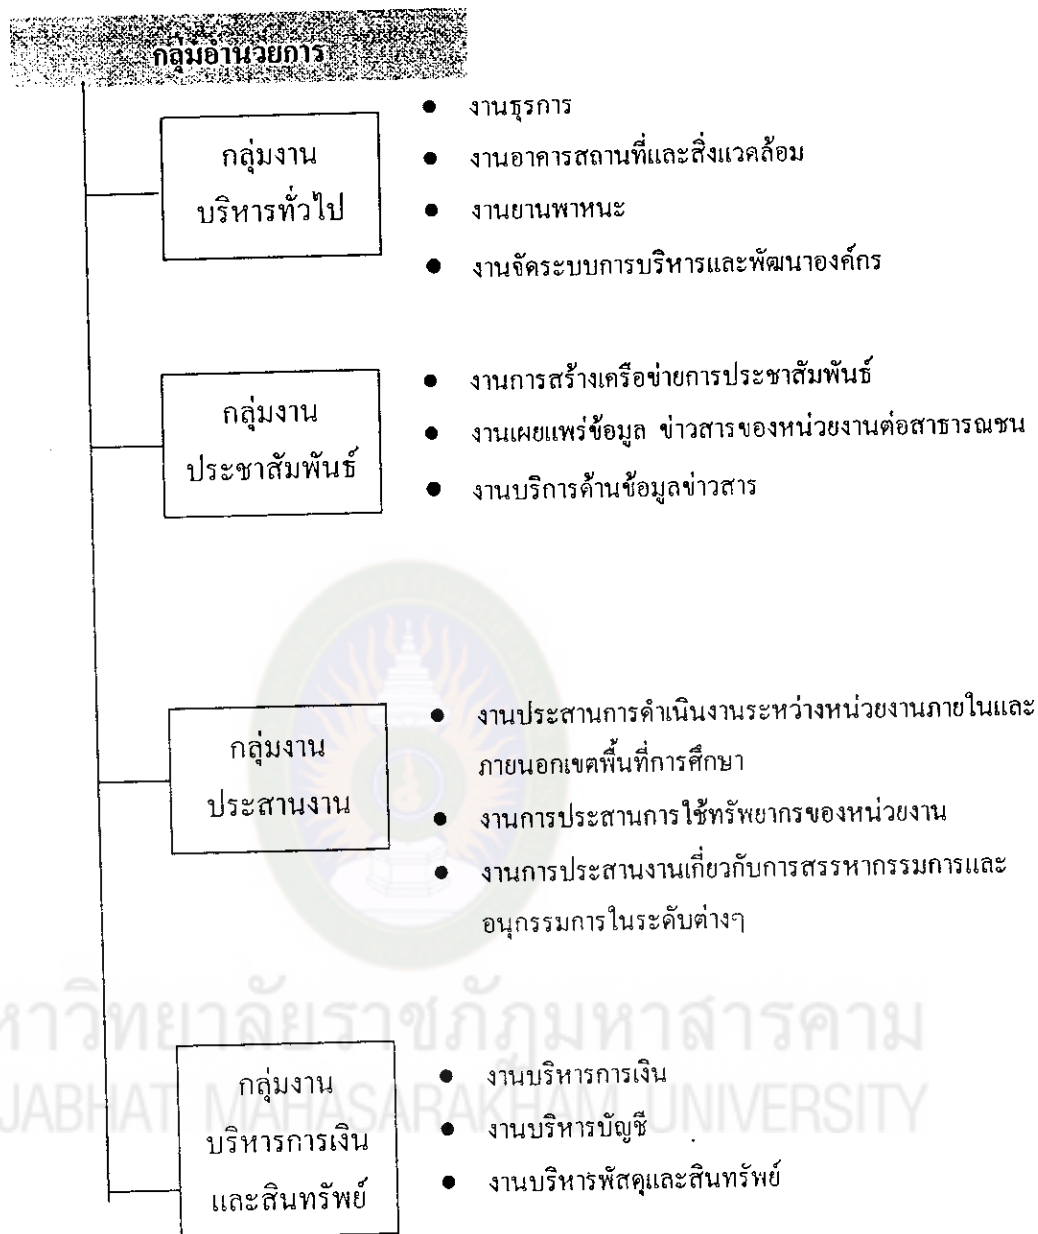 กลุ่มอำนวยการ
กลุ่มงาน
บริหารทั่วไป
● งานธุรการ
● งานอาคารสถานที่และสิ่งแวดล้อม
● งานยานพาหนะ
● งานจัดระบบการบริหารและพัฒนาองค์กร
กลุ่มงาน
ประชาสัมพันธ์
● งานการสร้างเครือข่ายการประชาสัมพันธ์
● งานเผยแพร่ข้อมูล ข่าวสารของหน่วยงานต่อสาธารณชน
● งานบริการด้านข้อมูลข่าวสาร
กลุ่มงาน
ประสานงาน
● งานประสานการดำเนินงานระหว่างหน่วยงานภายในและ
ภายนอกเขตพื้นที่การศึกษา
● งานการประสานการใช้ทรัพยากรของหน่วยงาน
● งานการประสานงานเกี่ยวกับการสรรหากรรมการและ
อนุกรรมการในระดับต่างๆ
หาวิทยาลัยราชภัฏมหาสารคาม
JABHAT MAHASARAKHAM UNIVERSITY
กลุ่มงาน
บริหารการเงิน
และสินทรัพย์
● งานบริหารการเงิน
● งานบริหารบัญชี
● งานบริหารพัสดุและสินทรัพย์